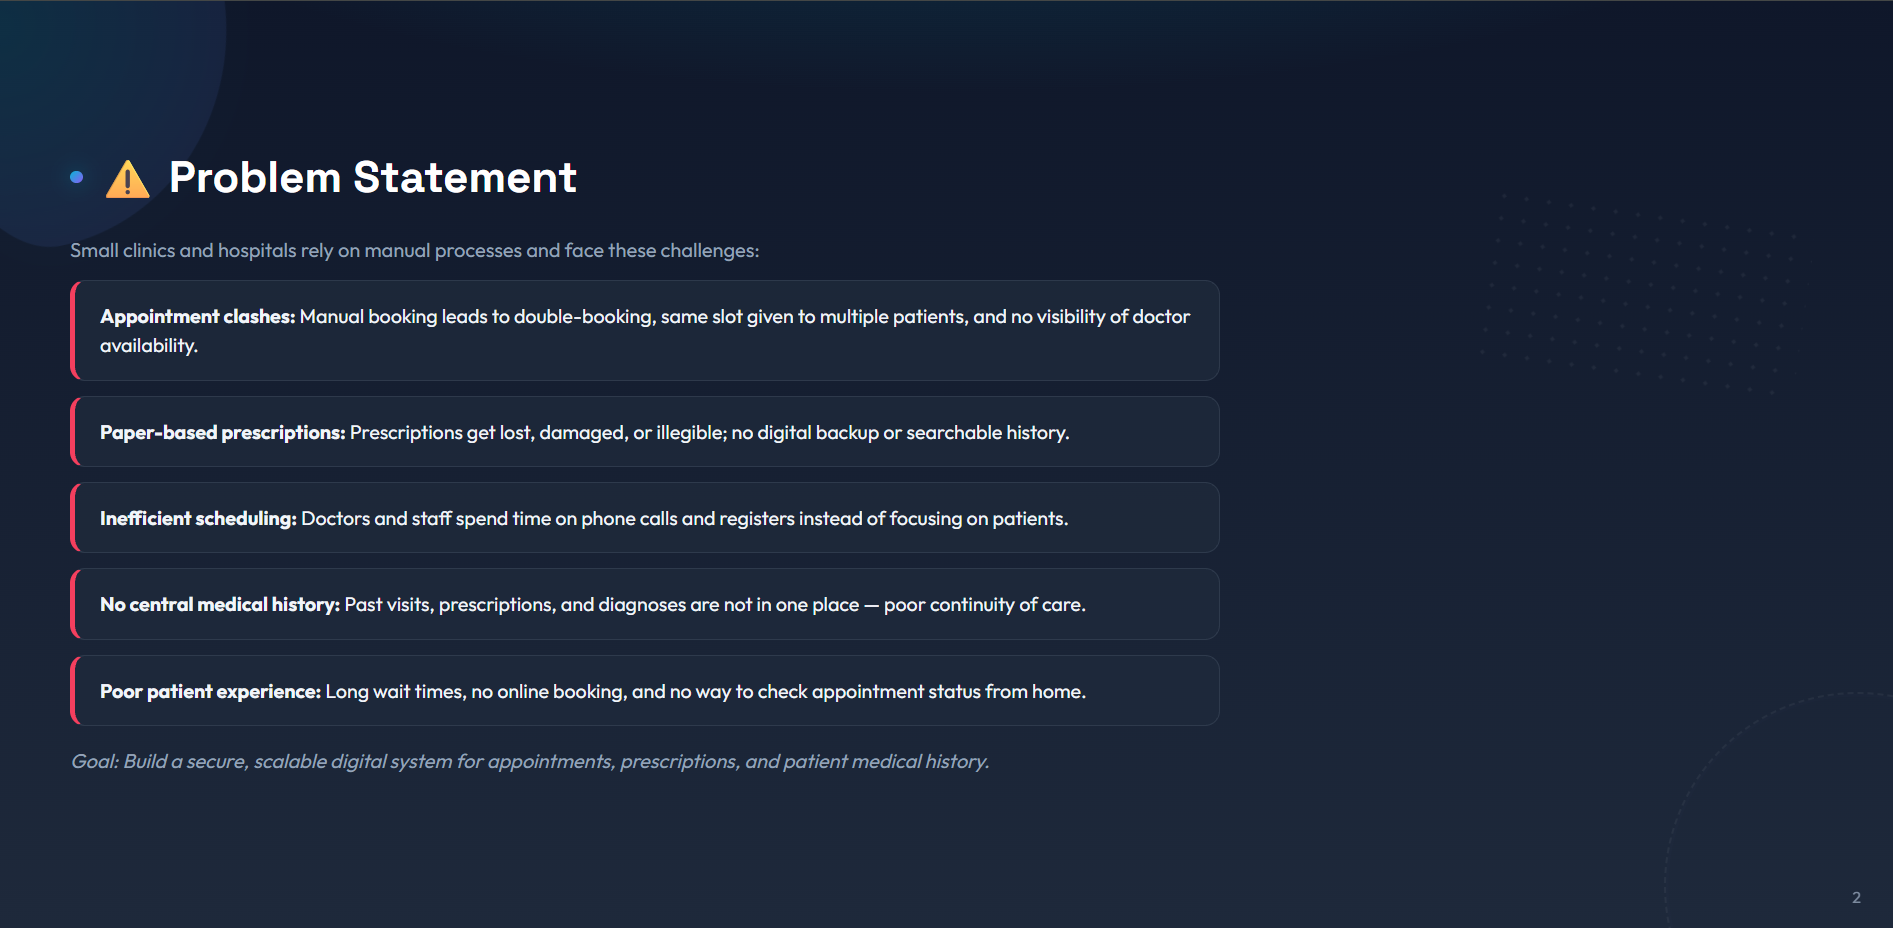 ⚠️ Problem Statement
Small clinics and hospitals rely on manual processes and face these challenges:
Appointment clashes: Manual booking leads to double-booking, same slot given to multiple patients, and no visibility of doctor
availability.
Paper-based prescriptions: Prescriptions get lost, damaged, or illegible; no digital backup or searchable history.
Inefficient scheduling: Doctors and staff spend time on phone calls and registers instead of focusing on patients.
No central medical history: Past visits, prescriptions, and diagnoses are not in one place — poor continuity of care.
Poor patient experience: Long wait times, no online booking, and no way to check appointment status from home.
Goal: Build a secure, scalable digital system for appointments, prescriptions, and patient medical history.
2